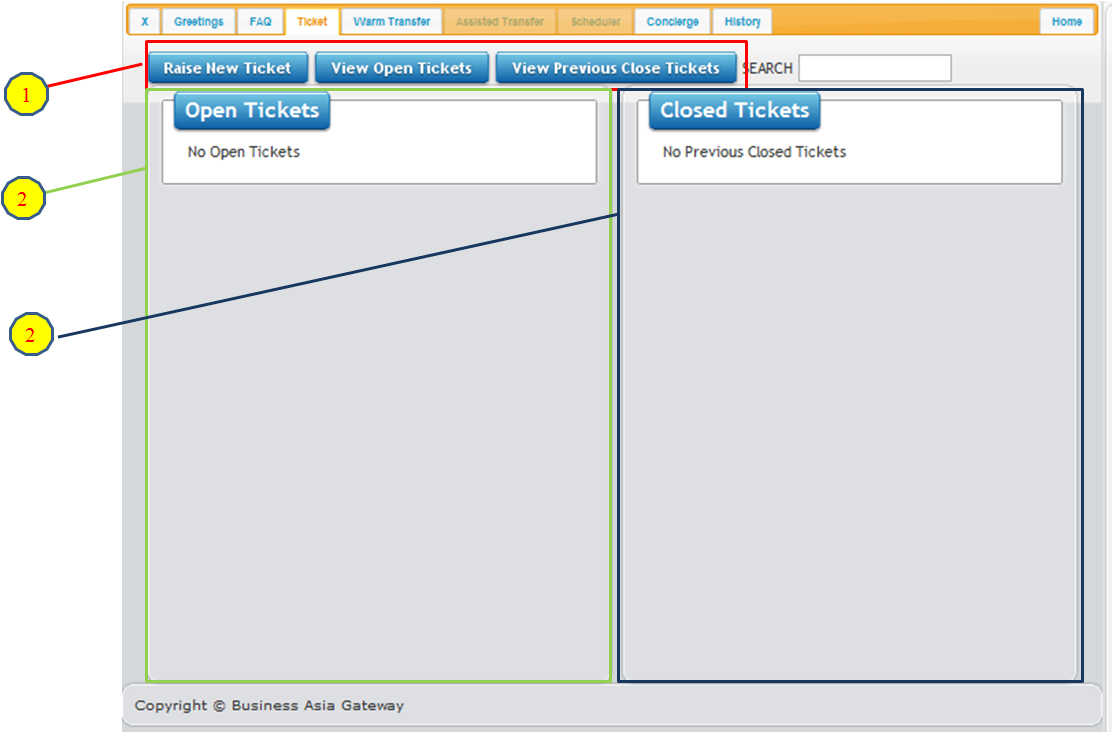 X Greetings FAQ Ticket Warm Transfer Assisted Transfer Scheduler Concierge History Home
Raise New Ticket View Open Tickets View Previous Close Tickets SEARCH
1
Open Tickets Closed Tickets
No Open Tickets No Previous Closed Tickets
2
2
Copyright © Business Asia Gateway